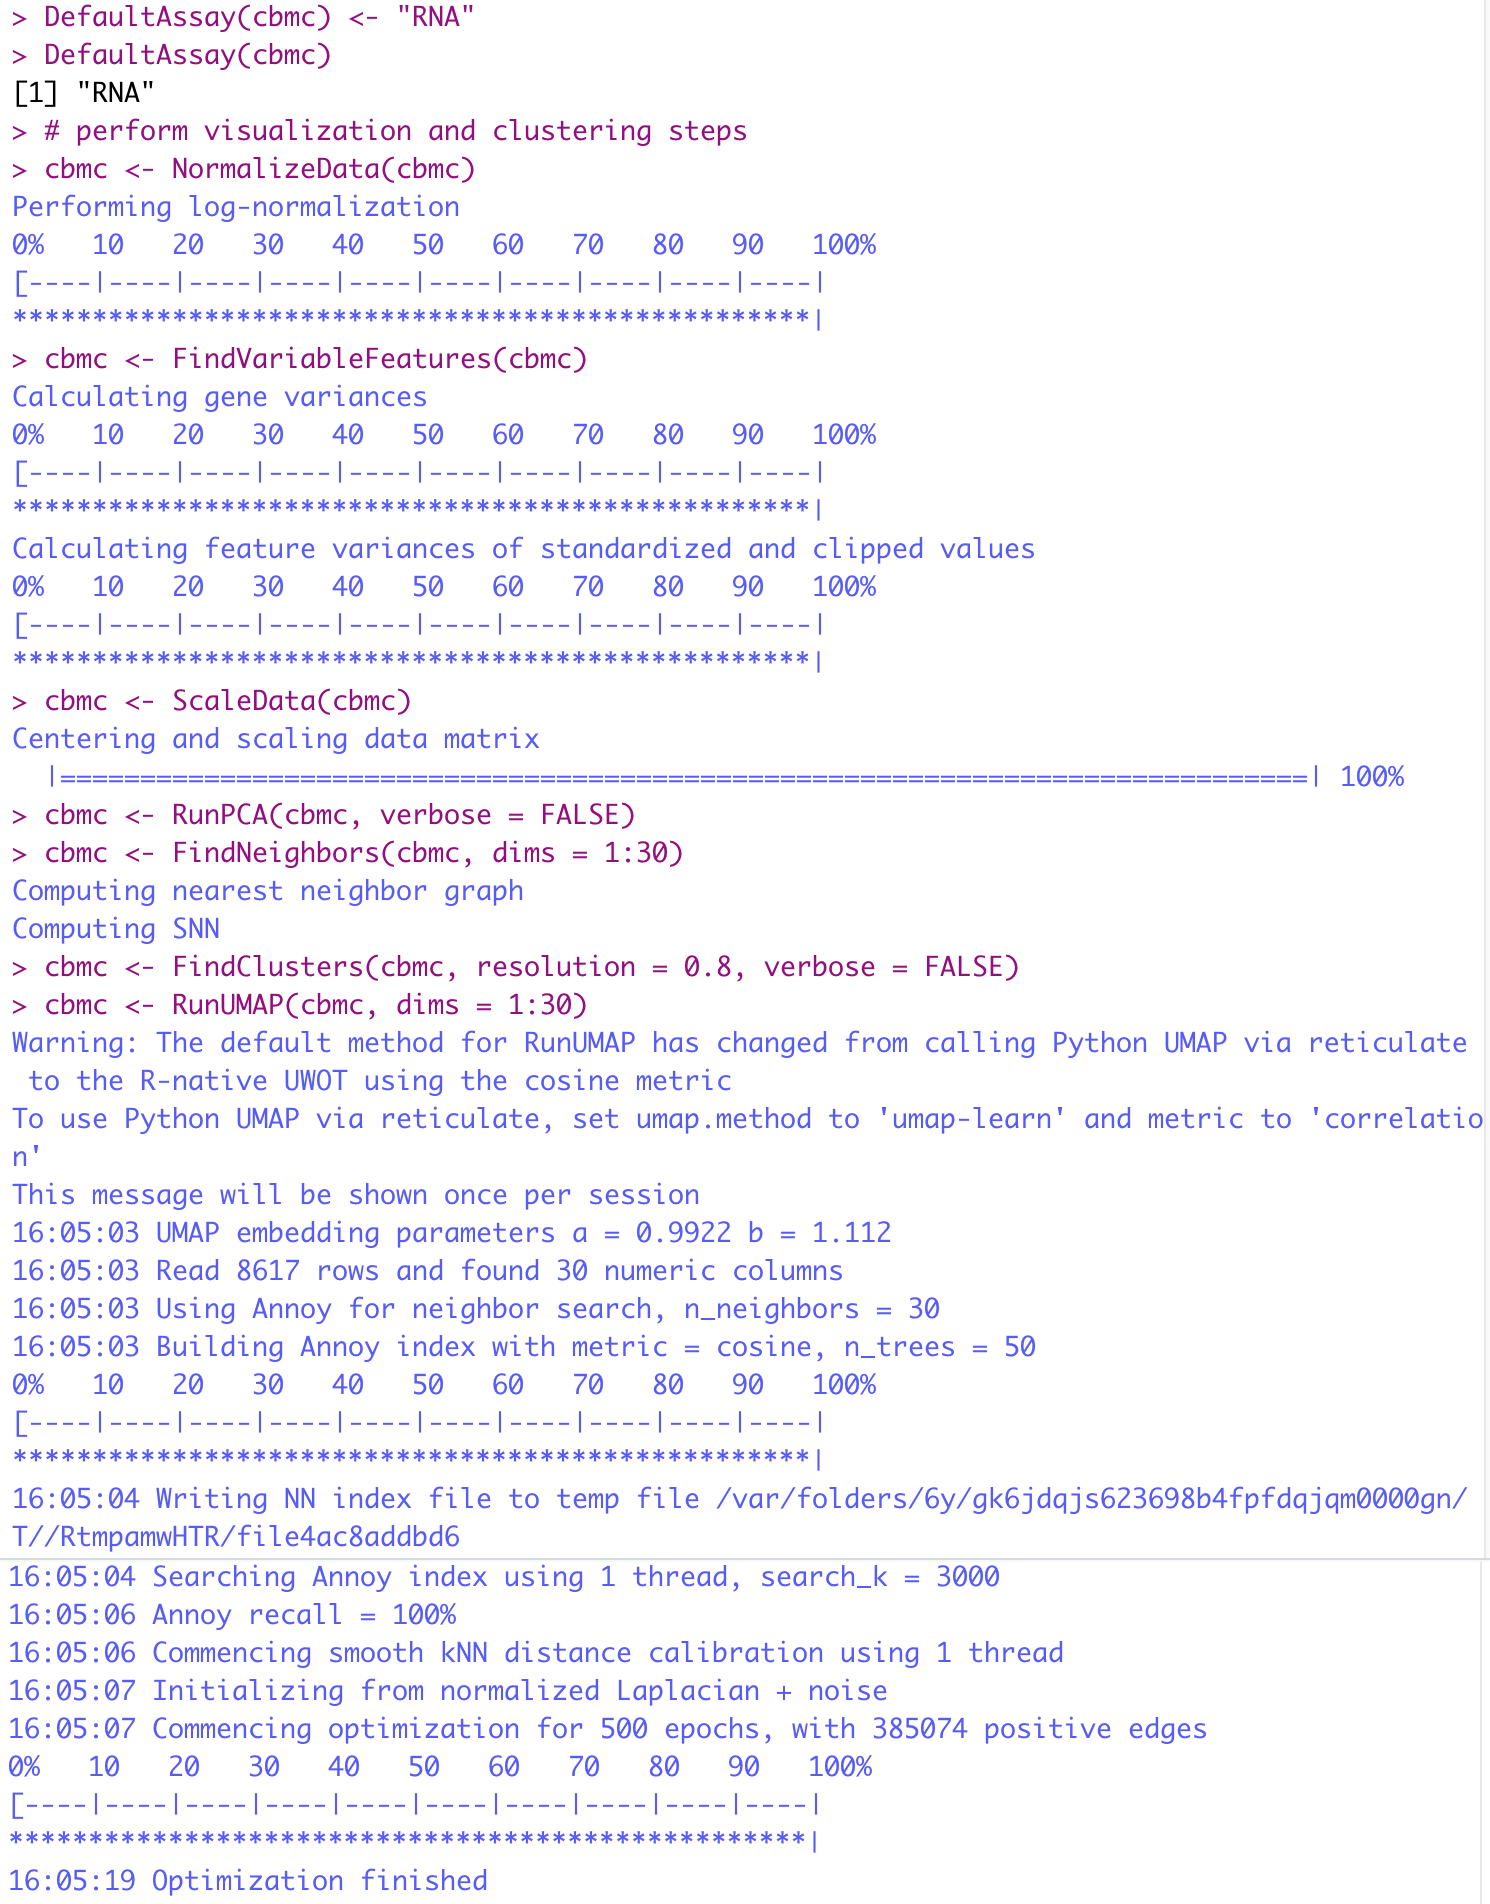 > DefaultAssay(cbmc) <- "RNA"
> DefaultAssay(cbmc)
[1] "RNA"
> # perform visualization and clustering steps
> cbmc <- NormalizeData(cbmc)
Performing log-normalization
0%   10   20   30   40   50   60   70   80   90   100%
[----|----|----|----|----|----|----|----|----|----|
**************************************************|
> cbmc <- FindVariableFeatures(cbmc)
Calculating gene variances
0%   10   20   30   40   50   60   70   80   90   100%
[----|----|----|----|----|----|----|----|----|----|
**************************************************|
Calculating feature variances of standardized and clipped values
0%   10   20   30   40   50   60   70   80   90   100%
[----|----|----|----|----|----|----|----|----|----|
**************************************************|
> cbmc <- ScaleData(cbmc)
Centering and scaling data matrix
  |==============================================================================| 100%
> cbmc <- RunPCA(cbmc, verbose = FALSE)
> cbmc <- FindNeighbors(cbmc, dims = 1:30)
Computing nearest neighbor graph
Computing SNN
> cbmc <- FindClusters(cbmc, resolution = 0.8, verbose = FALSE)
> cbmc <- RunUMAP(cbmc, dims = 1:30)
Warning: The default method for RunUMAP has changed from calling Python UMAP via reticulate
 to the R-native UWOT using the cosine metric
To use Python UMAP via reticulate, set umap.method to 'umap-learn' and metric to 'correlatio
n'
This message will be shown once per session
16:05:03 UMAP embedding parameters a = 0.9922 b = 1.112
16:05:03 Read 8617 rows and found 30 numeric columns
16:05:03 Using Annoy for neighbor search, n_neighbors = 30
16:05:03 Building Annoy index with metric = cosine, n_trees = 50
0%   10   20   30   40   50   60   70   80   90   100%
[----|----|----|----|----|----|----|----|----|----|
**************************************************|
16:05:04 Writing NN index file to temp file /var/folders/6y/gk6jdqjs623698b4fpfdqjqm0000gn/
T//RtmpamwHTR/file4ac8addbd6
16:05:04 Searching Annoy index using 1 thread, search_k = 3000
16:05:06 Annoy recall = 100%
16:05:06 Commencing smooth kNN distance calibration using 1 thread
16:05:07 Initializing from normalized Laplacian + noise
16:05:07 Commencing optimization for 500 epochs, with 385074 positive edges
0%   10   20   30   40   50   60   70   80   90   100%
[----|----|----|----|----|----|----|----|----|----|
**************************************************|
16:05:19 Optimization finished